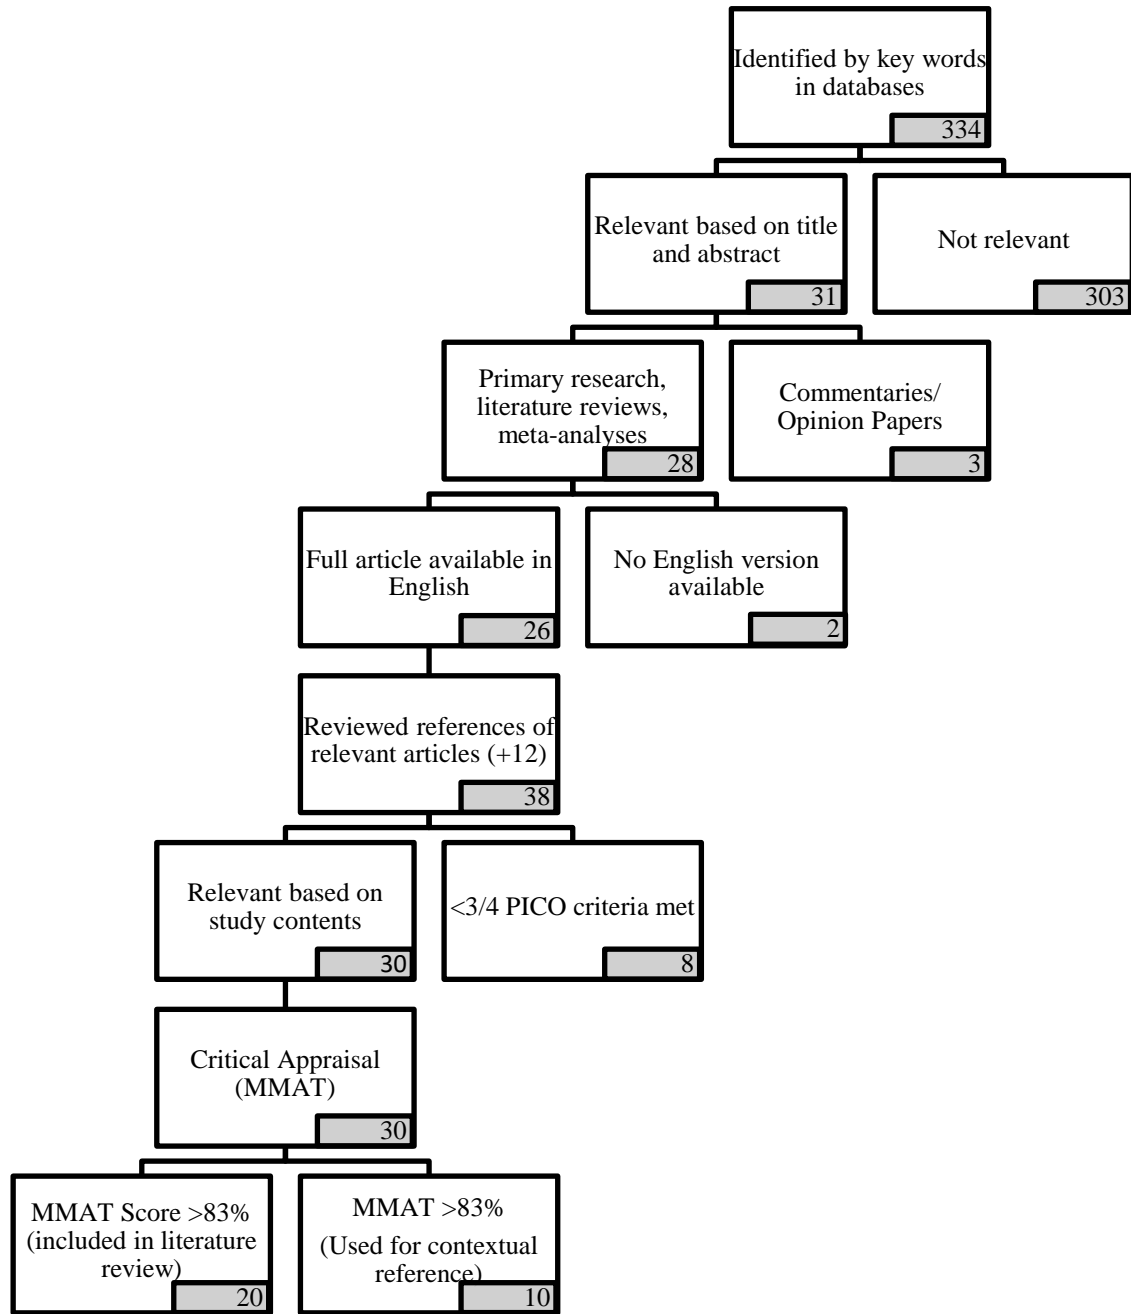 Identified by key words
in databases
334
Relevant based on title
and abstract
31
Not relevant
303
Primary research,
literature reviews,
meta-analyses
28
Commentaries/
Opinion Papers
3
Full article available in
English
26
No English version
available
2
Reviewed references of
relevant articles (+12)
38
Relevant based on
study contents
30
<3/4 PICO criteria met
8
Critical Appraisal
(MMAT)
30
MMAT Score >83%
(included in literature
review)
20
MMAT >83%
(Used for contextual
reference)
10